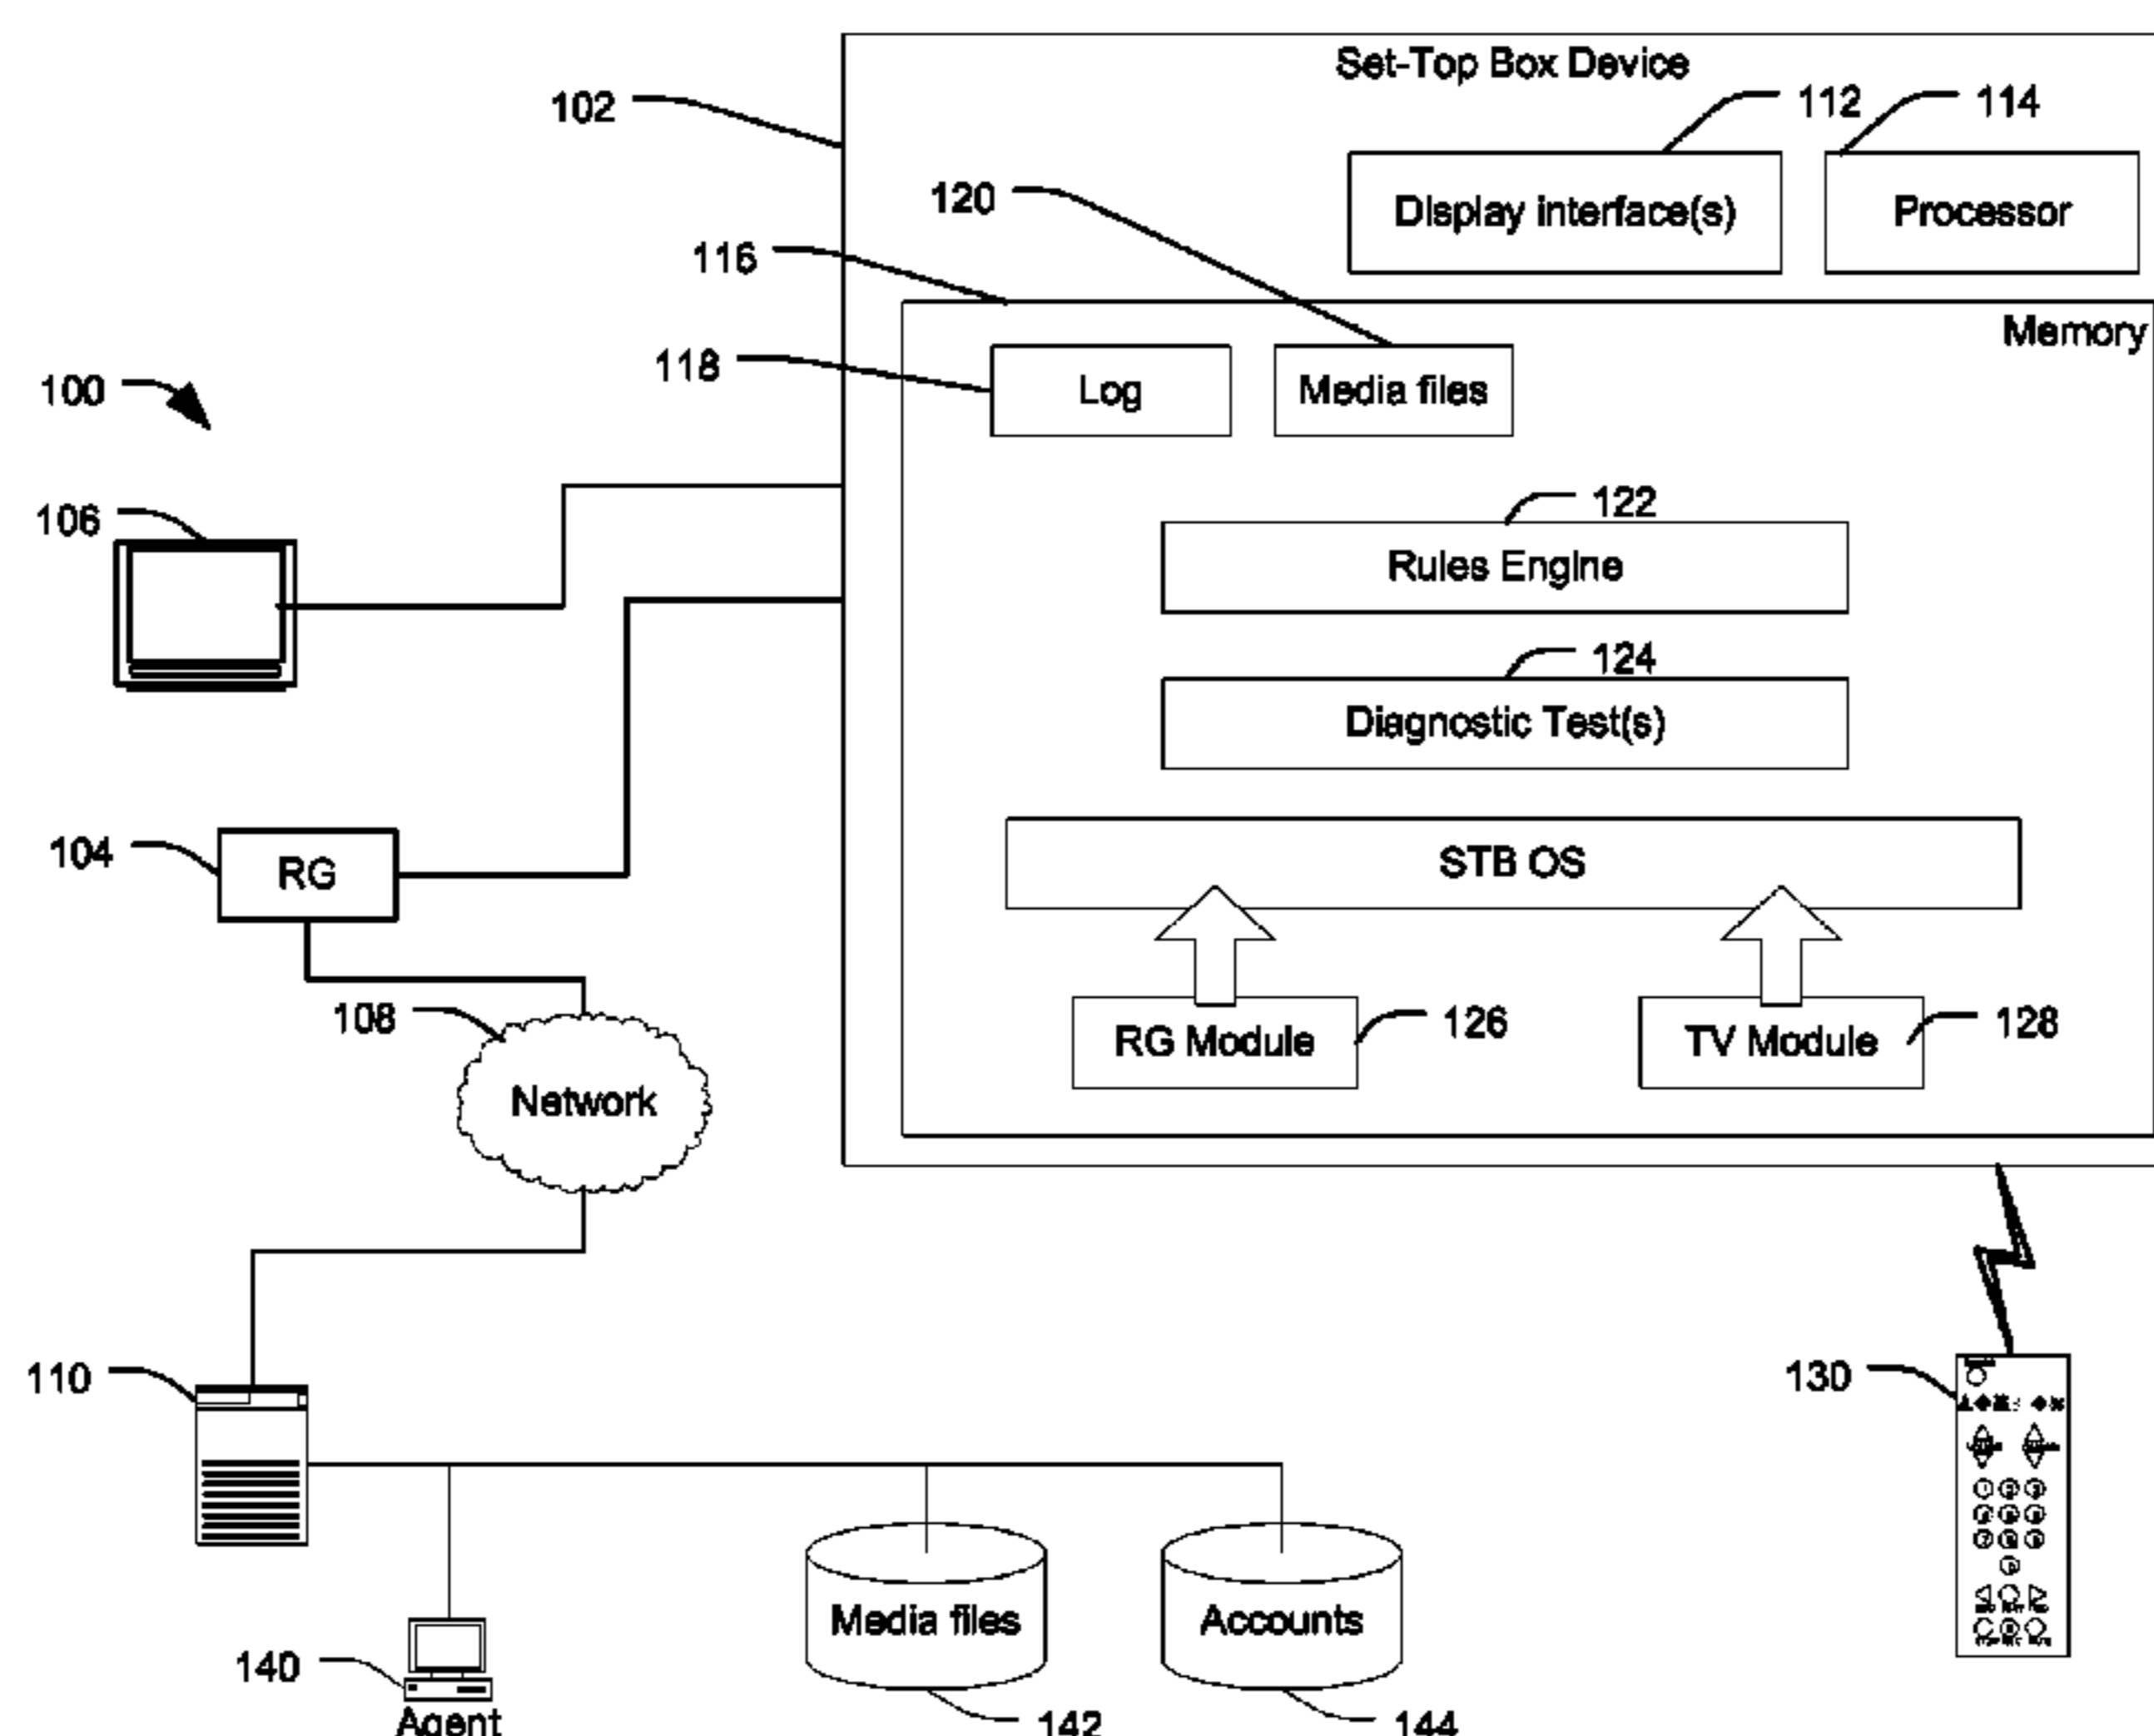 Set-Top Box Device
102
112
114
120
Display interface(s)
Processor
116
Memory
118
Log
Media files
100
106
122
Rules Engine
124
Diagnostic Test(s)
104
RG
STB OS
108
RG Module
126
TV Module
128
Network
110
130
Media files
Accounts
140
Agent
142
144